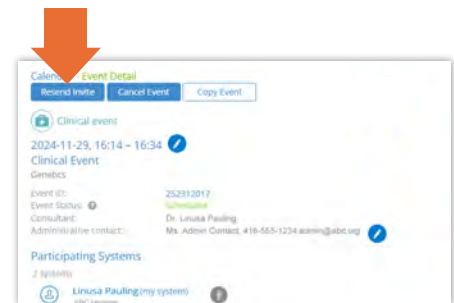 Calendar Event Detail
Resend Invite Cancel Event Copy Event
Clinical event
2024-11-29, 16:14 – 16:34
Clinical Event
Genetics
Event ID: 252312017
Event Status: Scheduled
Consultant: Dr. Linusa Pauling
Administrative contact: Ms. Admin Contact, 416-555-1234 admin@abc.org
Participating Systems
2 Systems
Linusa Pauling (my system)